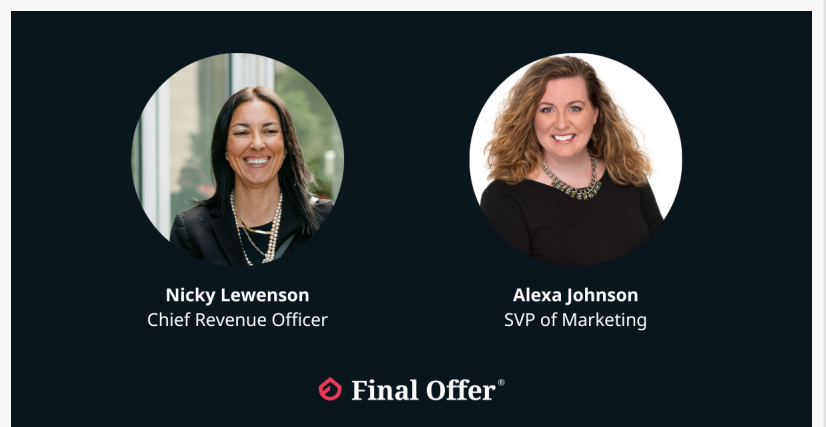 Nicky Lewenson
Chief Revenue Officer
Alexa Johnson
SVP of Marketing
Final Offer®